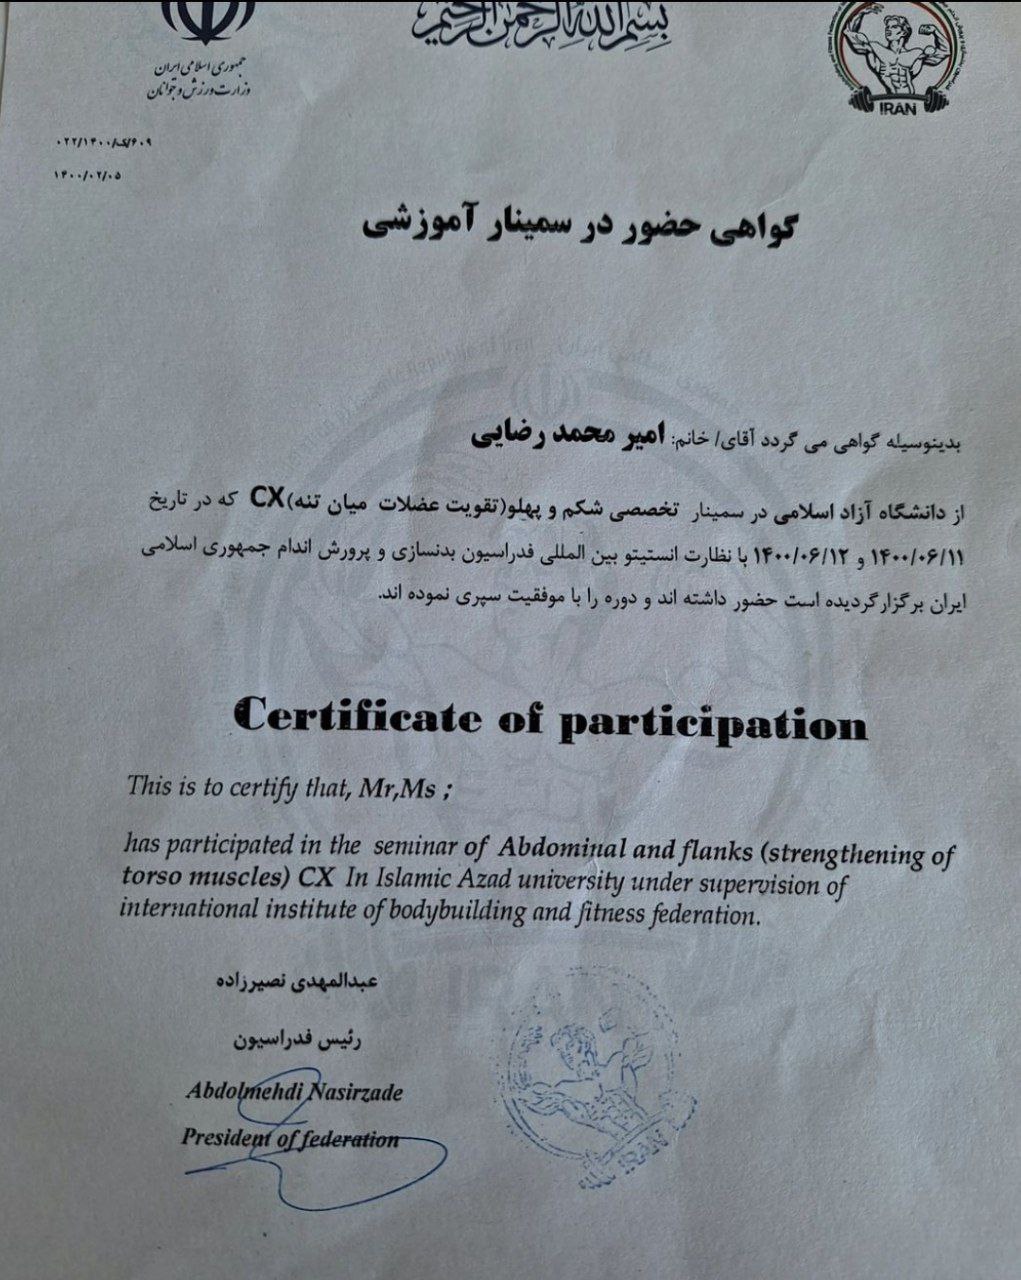 بسم الله الرحمن الرحیم
IRAN
جمهوری اسلامی ایران
وزارت ورزش و جوانان
۰۲۲/ک/۱۴۰۰/۶۰۹
۱۴۰۰/۰۲/۰۵
گواهی حضور در سمینار آموزشی
بدینوسیله گواهی می گردد آقای/ خانم: امیر محمد رضایی
از دانشگاه آزاد اسلامی در سمینار تخصصی شکم و پهلو(تقویت عضلات میان تنه)CX که در تاریخ
۱۴۰۰/۰۶/۱۱ و ۱۴۰۰/۰۶/۱۲ با نظارت انستیتو بین المللی فدراسیون بدنسازی و پرورش اندام جمهوری اسلامی
ایران برگزارگردیده است حضور داشته اند و دوره را با موفقیت سپری نموده اند.
Certificate of participation
This is to certify that, Mr,Ms ;
has participated in the seminar of Abdominal and flanks (strengthening of
torso muscles) CX In Islamic Azad university under supervision of
international institute of bodybuilding and fitness federation.
عبدالمهدی نصیرزاده
رئیس فدراسیون
Abdolmehdi Nasirzade
President of federation
IRAN